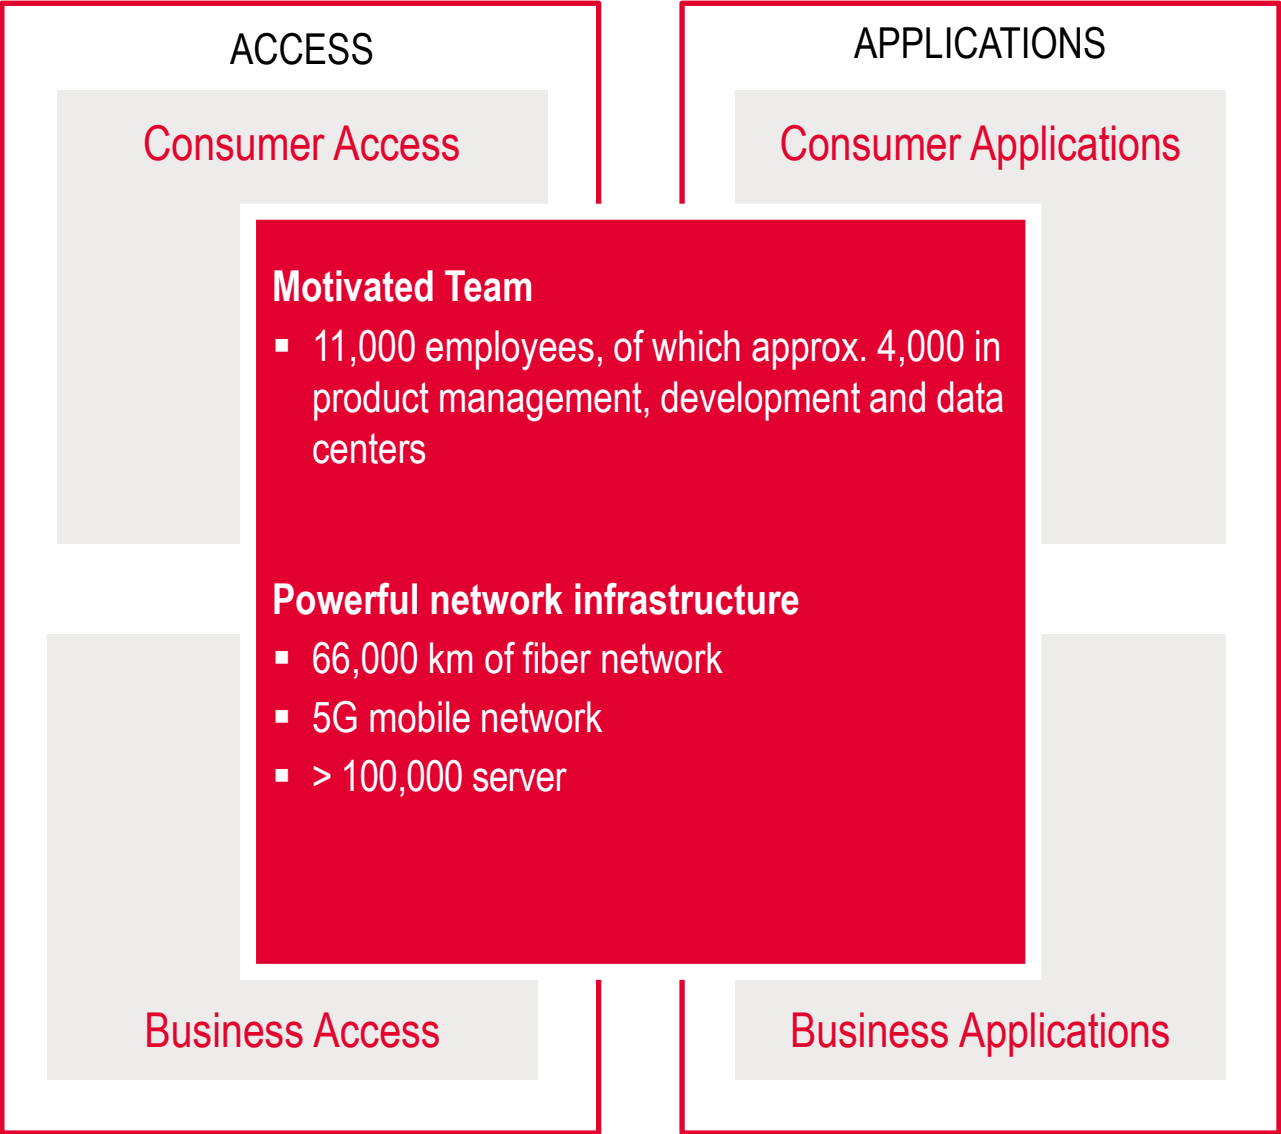 ACCESS
APPLICATIONS
Consumer Access
Consumer Applications
Motivated Team
▪ 11,000 employees, of which approx. 4,000 in
product management, development and data
centers
Powerful network infrastructure
▪ 66,000 km of fiber network
▪ 5G mobile network
▪ > 100,000 server
Business Access
Business Applications